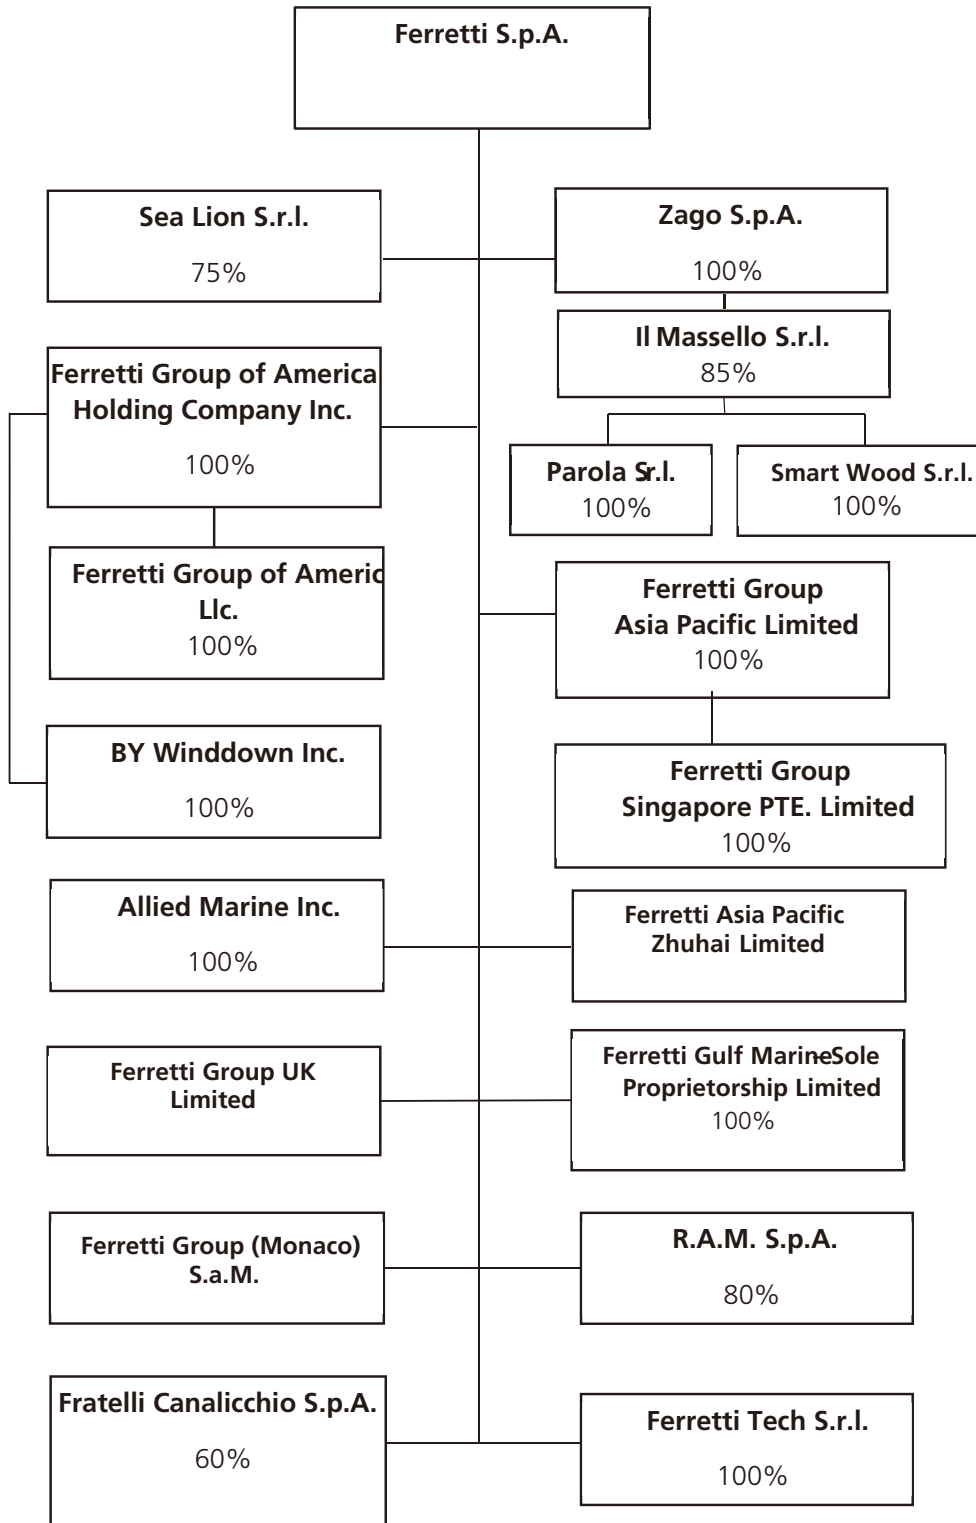 Ferretti S.p.A.
Sea Lion S.r.l.
75%
Zago S.p.A.
100%
Il Massello S.r.l.
85%
Ferretti Group of America
Holding Company Inc.
100%
Parola S.r.l.
100%
Smart Wood S.r.l.
100%
Ferretti Group of Americ
Llc.
100%
Ferretti Group
Asia Pacific Limited
100%
BY Winddown Inc.
100%
Ferretti Group
Singapore PTE. Limited
100%
Allied Marine Inc.
100%
Ferretti Asia Pacific
Zhuhai Limited
Ferretti Group UK
Limited
Ferretti Gulf Marine–Sole
Proprietorship Limited
100%
Ferretti Group (Monaco)
S.a.M.
R.A.M. S.p.A.
80%
Fratelli Canalicchio S.p.A.
60%
Ferretti Tech S.r.l.
100%